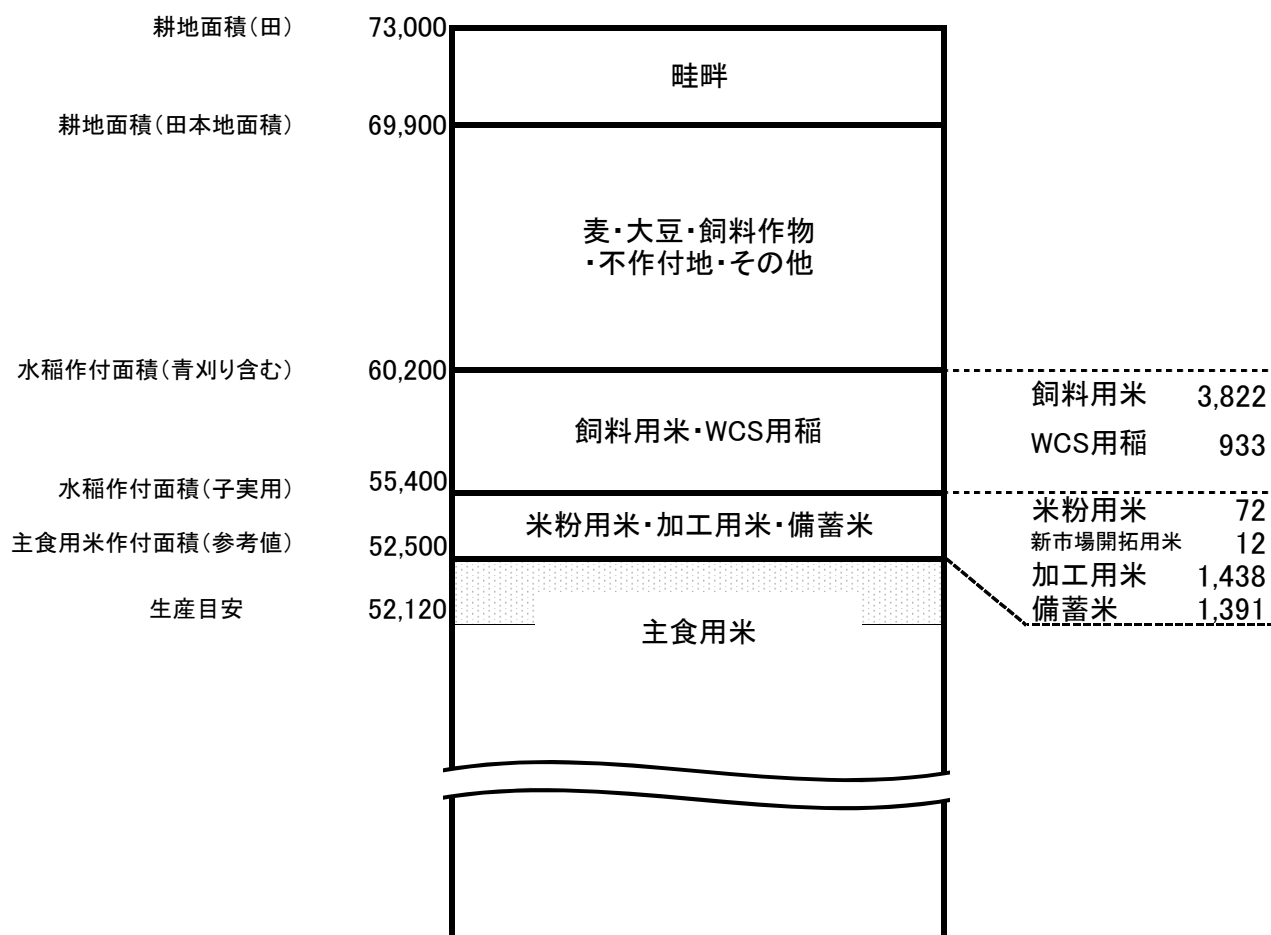 耕地面積(田) 73,000
畦畔
耕地面積(田本地面積) 69,900
麦・大豆・飼料作物
・不作付地・その他
水稲作付面積(青刈り含む) 60,200
飼料用米 3,822
飼料用米・WCS用稲
WCS用稲 933
水稲作付面積(子実用) 55,400
米粉用米・加工用米・備蓄米
米粉用米 72
主食用米作付面積(参考値) 52,500
新市場開拓用米 12
加工用米 1,438
生産目安 52,120
備蓄米 1,391
主食用米